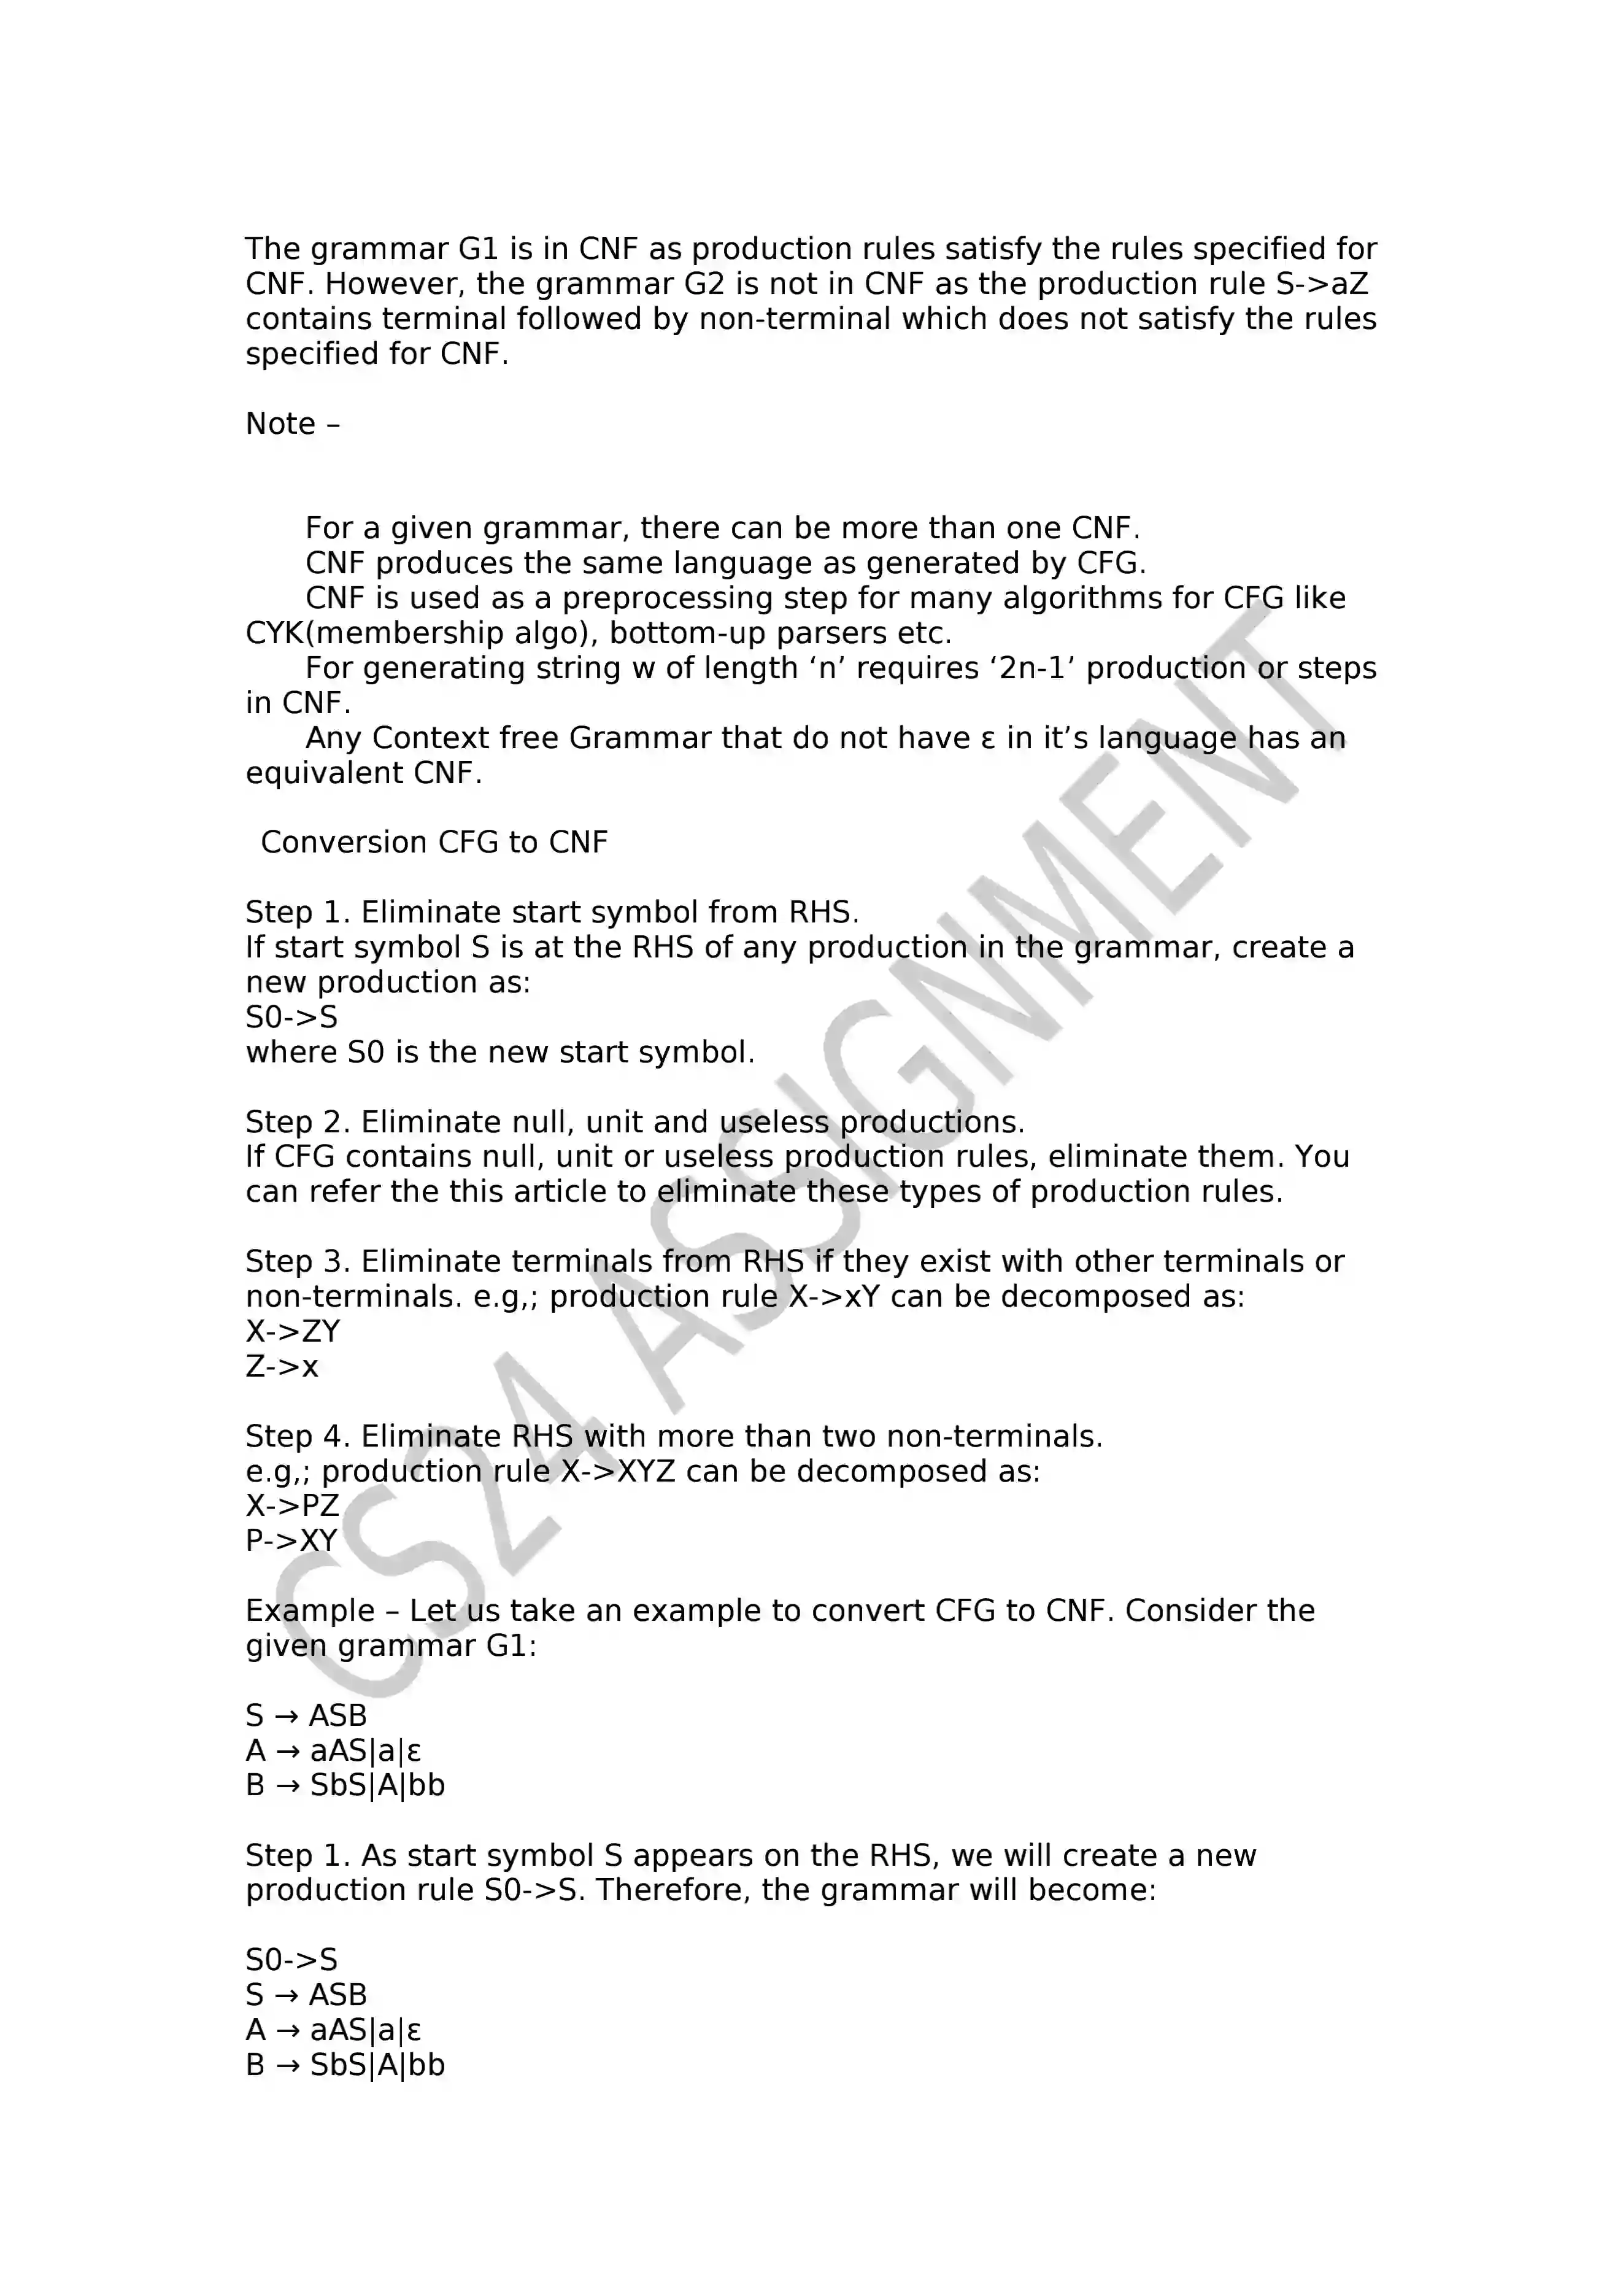 The grammar G1 is in CNF as production rules satisfy the rules specified for
CNF. However, the grammar G2 is not in CNF as the production rule S->aZ
contains terminal followed by non-terminal which does not satisfy the rules
specified for CNF.
Note –
For a given grammar, there can be more than one CNF.
CNF produces the same language as generated by CFG.
CNF is used as a preprocessing step for many algorithms for CFG like
CYK(membership algo), bottom-up parsers etc.
For generating string w of length ‘n’ requires ‘2n-1’ production or steps
in CNF.
Any Context free Grammar that do not have ε in it’s language has an
equivalent CNF.
Conversion CFG to CNF
Step 1. Eliminate start symbol from RHS.
If start symbol S is at the RHS of any production in the grammar, create a
new production as:
S0->S
where S0 is the new start symbol.
Step 2. Eliminate null, unit and useless productions.
If CFG contains null, unit or useless production rules, eliminate them. You
can refer the this article to eliminate these types of production rules.
Step 3. Eliminate terminals from RHS if they exist with other terminals or
non-terminals. e.g,; production rule X->xY can be decomposed as:
X->ZY
Z->x
Step 4. Eliminate RHS with more than two non-terminals.
e.g,; production rule X->XYZ can be decomposed as:
X->PZ
P->XY
Example – Let us take an example to convert CFG to CNF. Consider the
given grammar G1:
S → ASB
A → aAS|a|ε
B → SbS|A|bb
Step 1. As start symbol S appears on the RHS, we will create a new
production rule S0->S. Therefore, the grammar will become:
S0->S
S → ASB
A → aAS|a|ε
B → SbS|A|bb
CS24 ASSIGNMENT